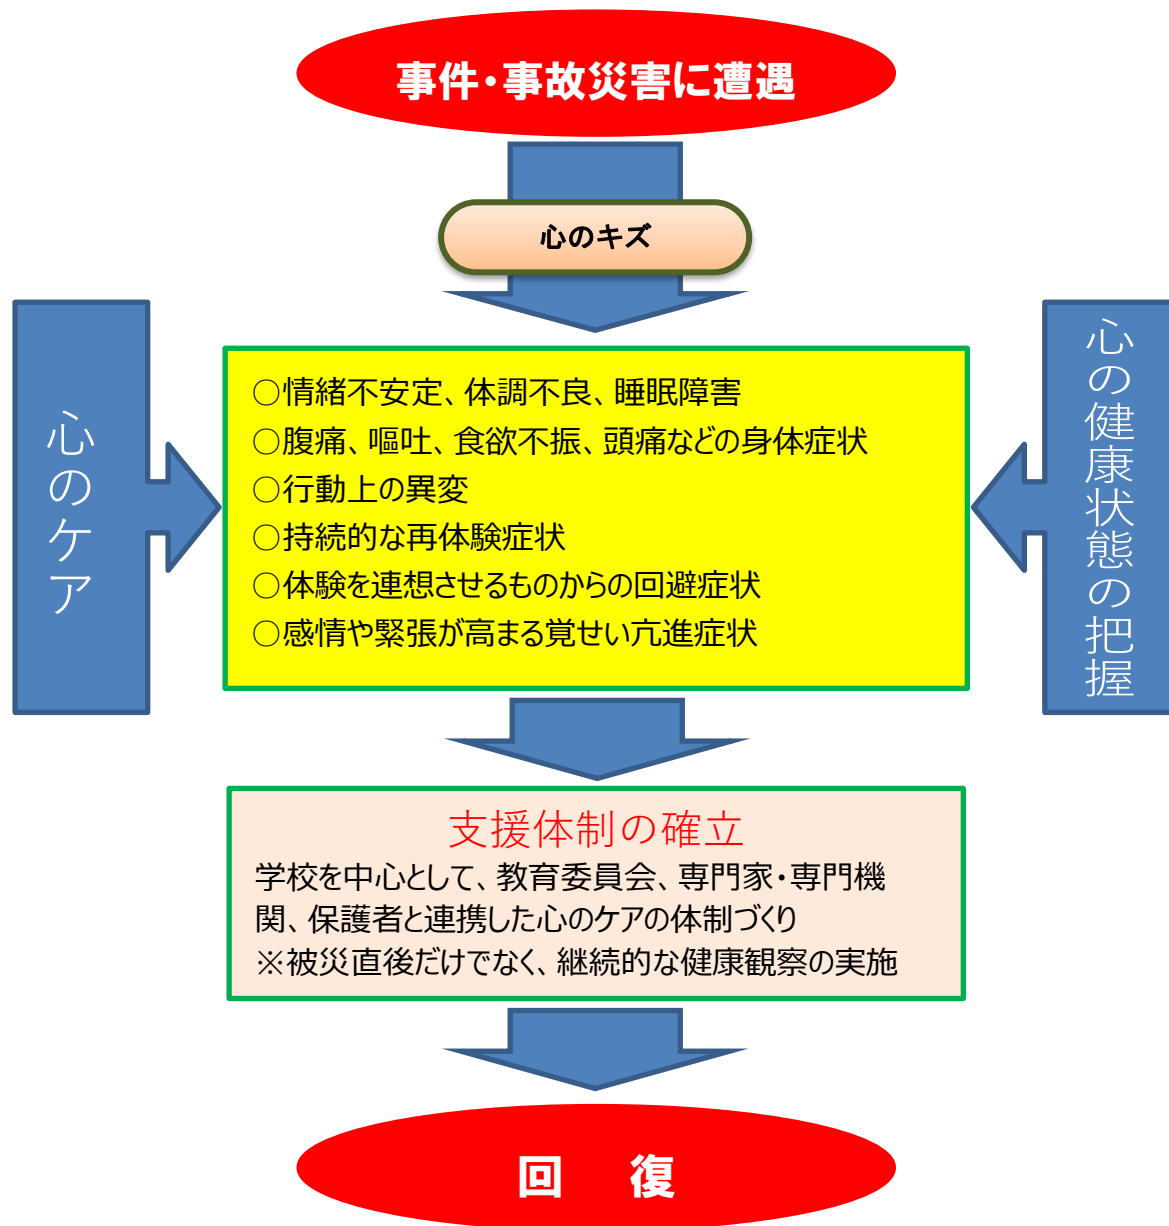 事件・事故災害に遭遇
心のキズ
心のケア
心の健康状態の把握
○情緒不安定、体調不良、睡眠障害
○腹痛、嘔吐、食欲不振、頭痛などの身体症状
○行動上の異変
○持続的な再体験症状
○体験を連想させるものからの回避症状
○感情や緊張が高まる覚せい亢進症状
支援体制の確立
学校を中心として、教育委員会、専門家・専門機
関、保護者と連携した心のケアの体制づくり
※被災直後だけでなく、継続的な健康観察の実施
回　復